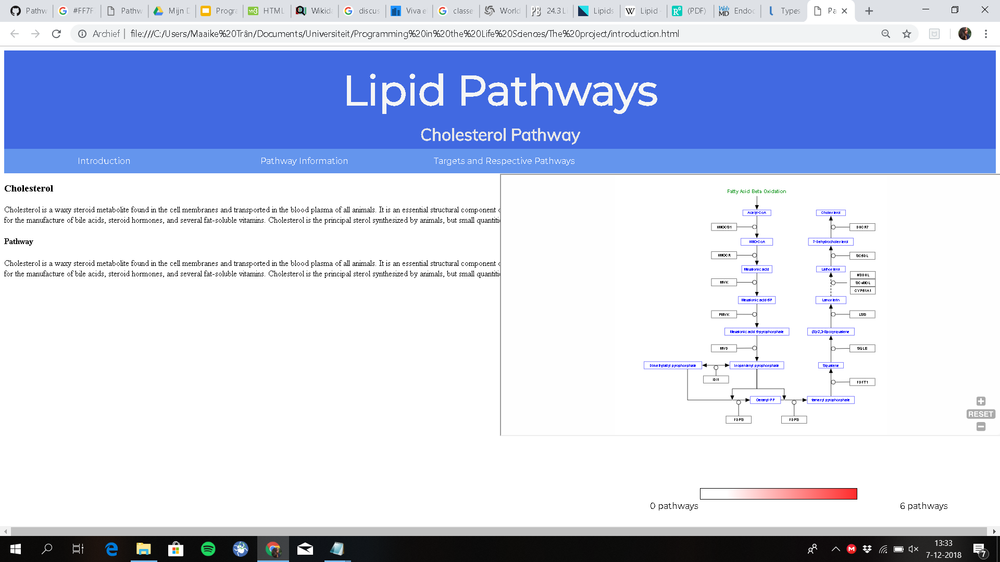 Pathw
#FF7F
Pathw
Mijn D
Progra
HTML
Wikida
discus
Viva e
classe
World
24.3 Li
Lipids
Lipid -
(PDF)
Endoc
Types
Pa
Archief | file:///C:/Users/Maaike%20Trân/Documents/Universiteit/Programming%20in%20the%20Life%20Sciences/The%20project/introduction.html
Lipid Pathways
Cholesterol Pathway
Introduction
Pathway Information
Targets and Respective Pathways
Cholesterol
Cholesterol is a waxy steroid metabolite found in the cell membranes and transported in the blood plasma of all animals. It is an essential structural component
for the manufacture of bile acids, steroid hormones, and several fat-soluble vitamins. Cholesterol is the principal sterol synthesized by animals, but small quantiti
Pathway
Cholesterol is a waxy steroid metabolite found in the cell membranes and transported in the blood plasma of all animals. It is an essential structural component
for the manufacture of bile acids, steroid hormones, and several fat-soluble vitamins. Cholesterol is the principal sterol synthesized by animals, but small quantiti
Fatty Acid Beta Oxidation
Acetyl-CoA
HMGCS1
HMG-CoA
HMGCR
Mevalonic acid
MVK
Mevalonic acid-5P
PMVK
Mevalonic acid 5-pyrophosphate
MVD
Dimethylallyl pyrophosphate
Isopentenyl pyrophosphate
IDI1
Geranyl-PP
FDPS
FDPS
farnesyl pyrophosphate
FDFT1
Squalene
SQLE
(S)-2,3-Epoxysqualene
LSS
Lanosterin
NSDHL
SC4MOL
CYP51A1
Lathosterol
SC5DL
7-Dehydrocholesterol
DHCR7
Cholesterol
RESET
0 pathways
6 pathways
13:33
7-12-2018
7